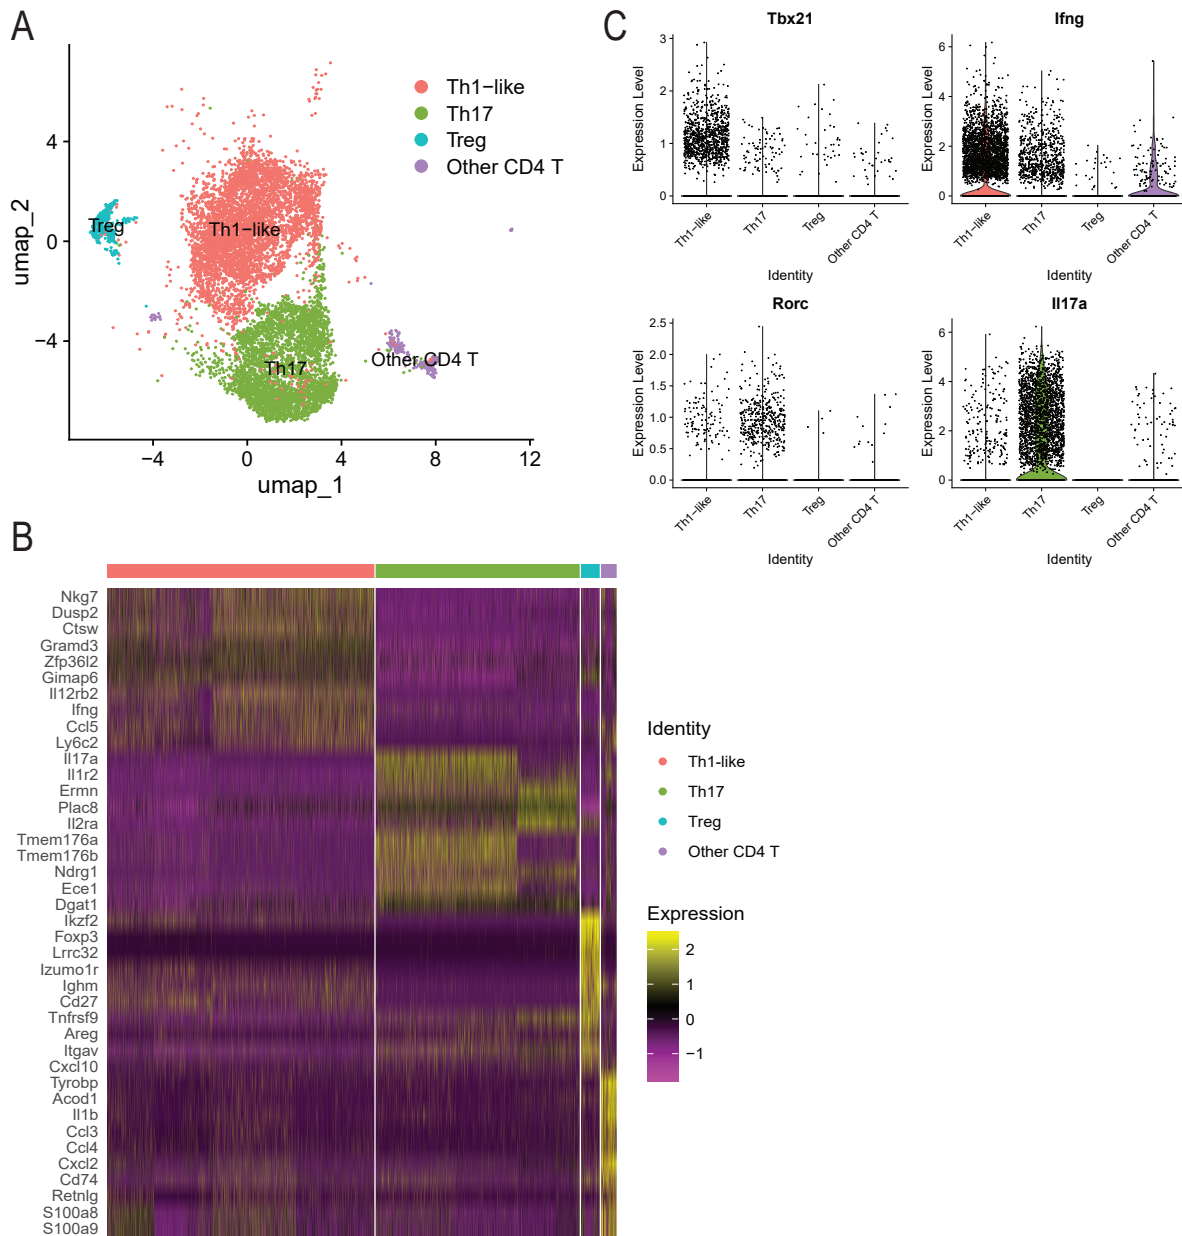 A
umap_2
4
0
−4
−4
0
4
8
12
umap_1
Th1−like
Th17
Treg
Other CD4 T
Treg
Th1−like
Th17
Other CD4 T
C
Tbx21
Expression Level
3
2
1
0
Th1−like
Th17
Treg
Other CD4 T
Identity
Ifng
Expression Level
6
4
2
0
Th1−like
Th17
Treg
Other CD4 T
Identity
Rorc
Expression Level
2.5
2.0
1.5
1.0
0.5
0.0
Th1−like
Th17
Treg
Other CD4 T
Identity
Il17a
Expression Level
6
4
2
0
Th1−like
Th17
Treg
Other CD4 T
Identity
B
Nkg7
Dusp2
Ctsw
Gramd3
Zfp36l2
Gimap6
Il12rb2
Ifng
Ccl5
Ly6c2
Il17a
Il1r2
Ermn
Plac8
Il2ra
Tmem176a
Tmem176b
Ndrg1
Ece1
Dgat1
Ikzf2
Foxp3
Lrrc32
Izumo1r
Ighm
Cd27
Tnfrsf9
Areg
Itgav
Cxcl10
Tyrobp
Acod1
Il1b
Ccl3
Ccl4
Cxcl2
Cd74
Retnlg
S100a8
S100a9
Identity
Th1-like
Th17
Treg
Other CD4 T
Expression
2
1
0
−1